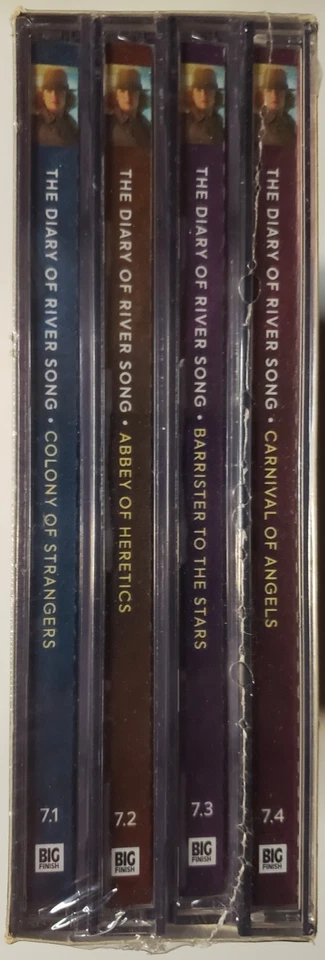 THE DIARY OF RIVER SONG • COLONY OF STRANGERS
7.1
BIG
FINISH
THE DIARY OF RIVER SONG • ABBEY OF HERETICS
7.2
BIG
FINISH
THE DIARY OF RIVER SONG • BARRISTER TO THE STARS
7.3
BIG
FINISH
THE DIARY OF RIVER SONG • CARNIVAL OF ANGELS
7.4
BIG
FINISH